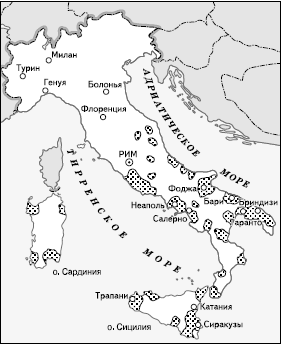 Милан
Турин
Генуя
Болонья
Флоренция
АДРИАТИЧЕСКОЕ МОРЕ
РИМ
ТИРРЕНСКОЕ МОРЕ
Фоджа
Неаполь
Бари
Бриндизи
Салерно
Таранто
о. Сардиния
Трапани
Катания
о. Сицилия
Сиракузы